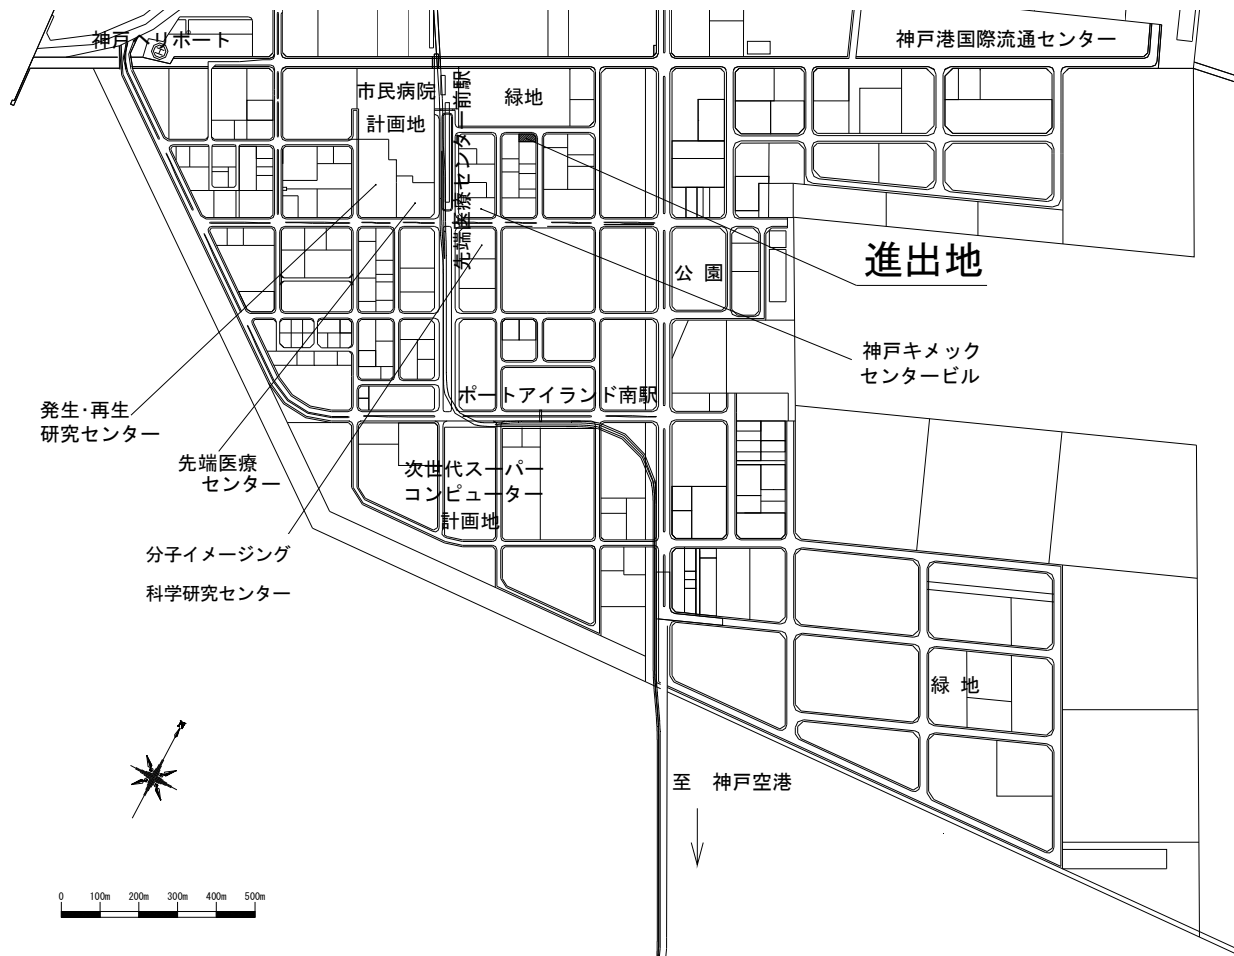 神戸ヘリポート
神戸港国際流通センター
市民病院
計画地
先端医療センター前駅
緑地
進出地
公園
神戸キメック
センタービル
ポートアイランド南駅
発生・再生
研究センター
先端医療
センター
次世代スーパー
コンピューター
計画地
分子イメージング
科学研究センター
緑地
至 神戸空港
0 100m 200m 300m 400m 500m